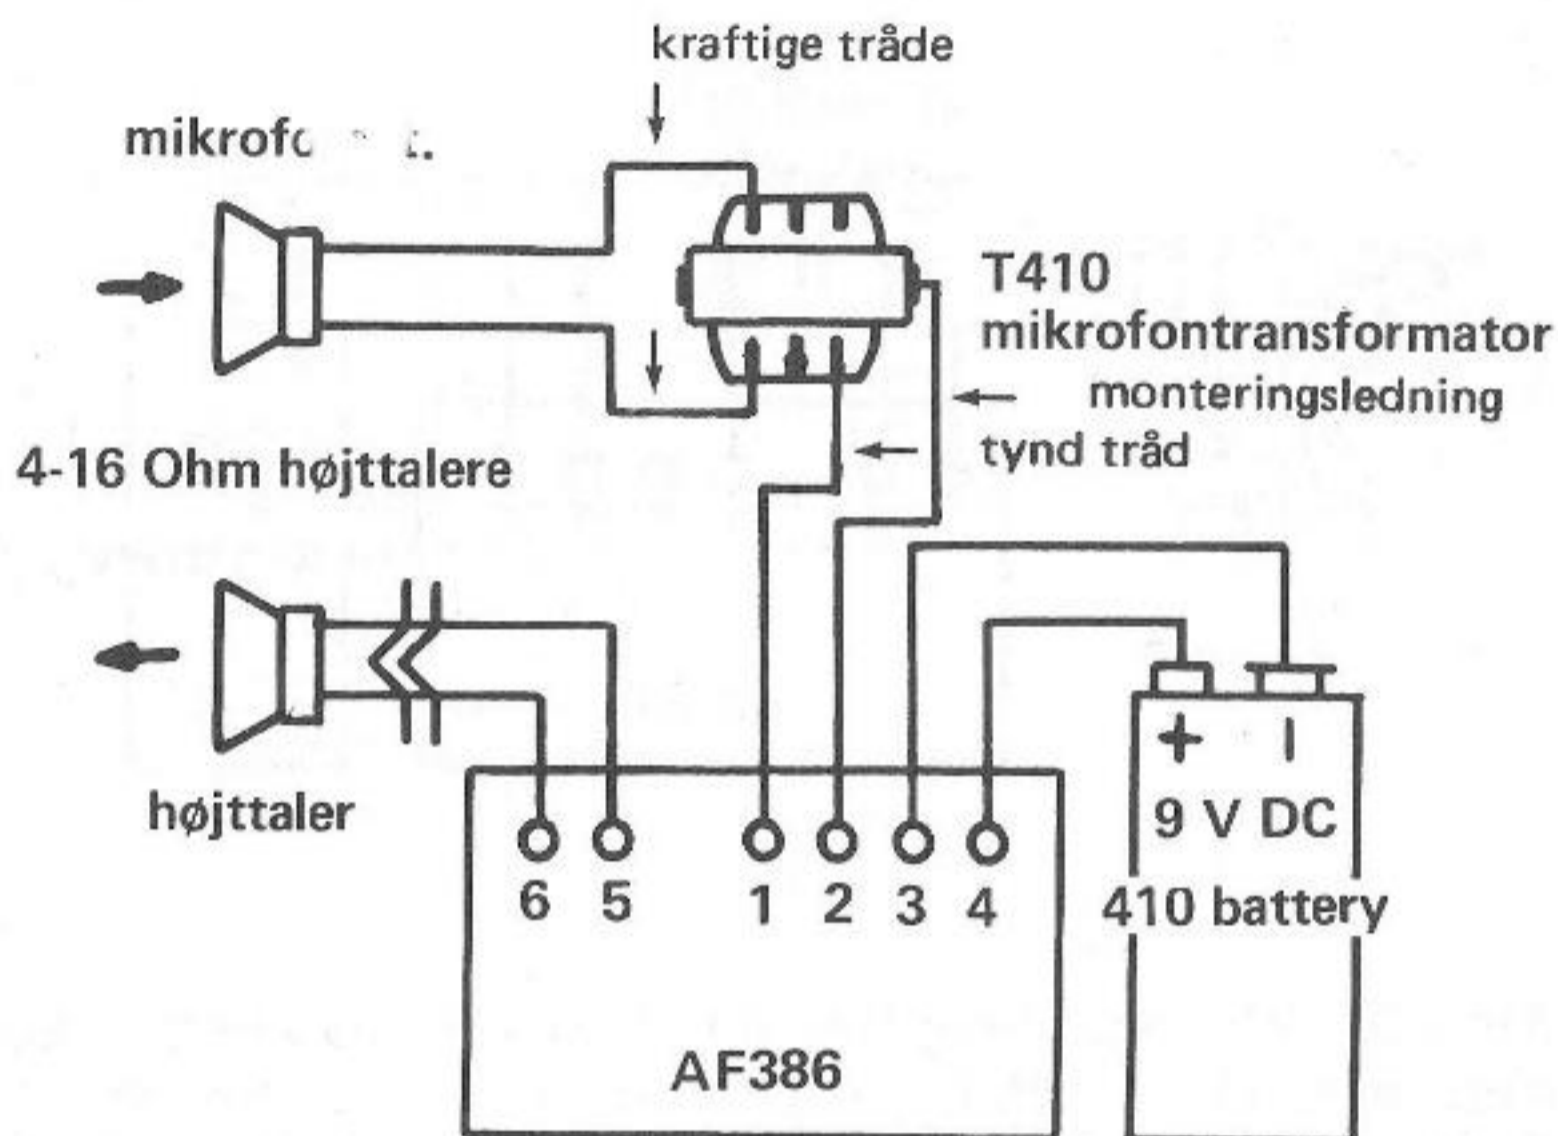 kraftige tråde
T410
mikrofontransformator
monteringsledning
tynd tråd
4-16 Ohm højttalere
højttaler
+ −
9 V DC
410 battery
6 5 1 2 3 4
AF386